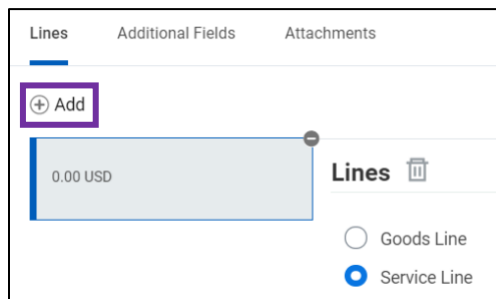 Lines Additional Fields Attachments
Add
0.00 USD
Lines
Goods Line
Service Line